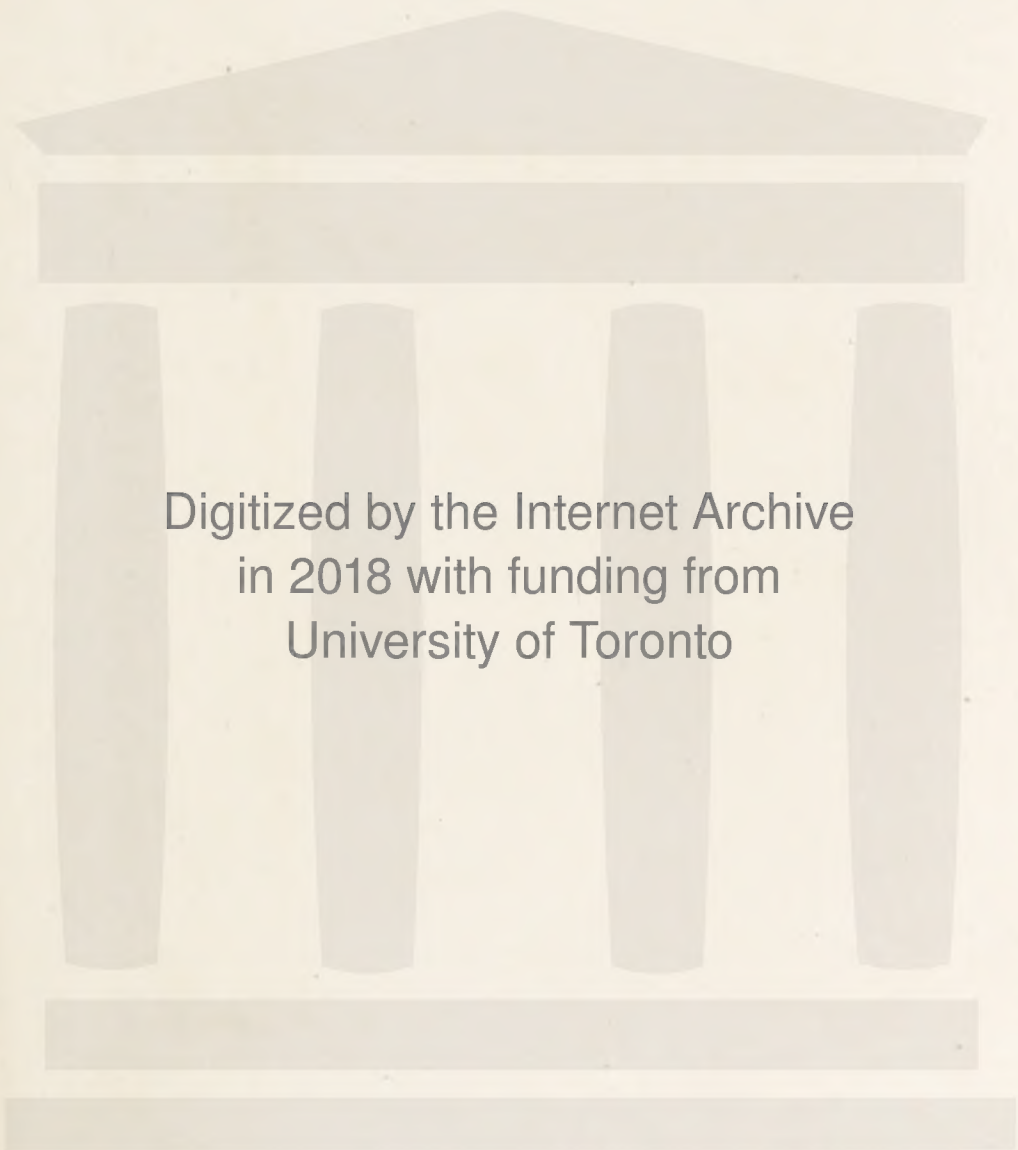 Digitized by the Internet Archive
in 2018 with funding from
University of Toronto